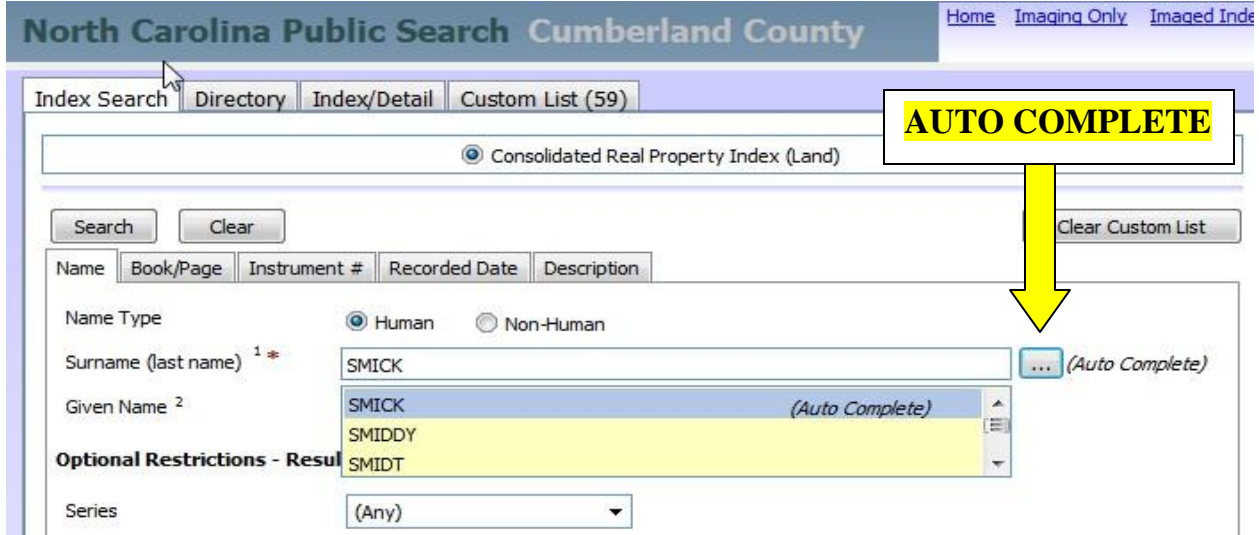 North Carolina Public Search Cumberland County
Home Imaging Only Imaged
Index Search Directory Index/Detail Custom List (59)
AUTO COMPLETE
Consolidated Real Property Index (Land)
Search Clear Clear Custom List
Name Book/Page Instrument # Recorded Date Description
Name Type Human Non-Human
Surname (last name) 1 * SMICK ... (Auto Complete)
Given Name 2 SMICK (Auto Complete)
SMIDDY
Optional Restrictions - SMIDT
Series (Any)